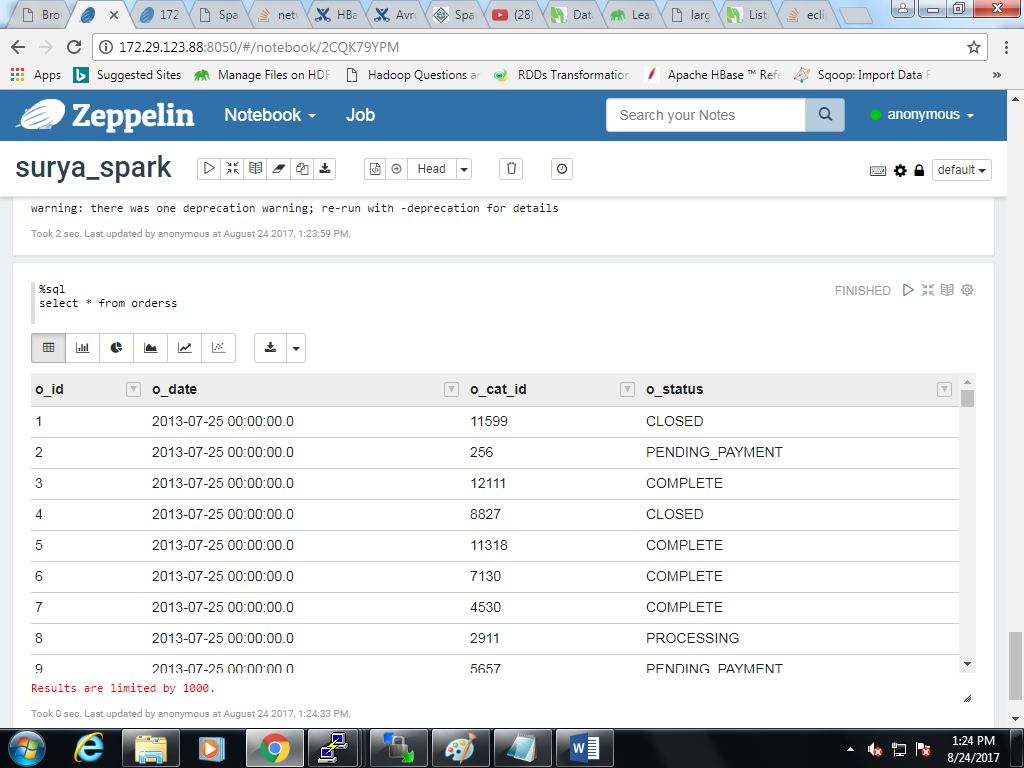 Bro
172
Spa
netw
HBa
Avro
Spa
(28)
Dat
Lear
larg
List
ecli
172.29.123.88:8050/#/notebook/2CQK79YPM
Apps Suggested Sites Manage Files on HDF Hadoop Questions an RDDs Transformation Apache HBase ™ Refe Sqoop: Import Data F »
Zeppelin Notebook Job Search your Notes anonymous
surya_spark Head default
warning: there was one deprecation warning; re-run with -deprecation for details
Took 2 sec. Last updated by anonymous at August 24 2017, 1:23:59 PM.
%sql
select * from orderss
FINISHED
o_id o_date o_cat_id o_status
1 2013-07-25 00:00:00.0 11599 CLOSED
2 2013-07-25 00:00:00.0 256 PENDING_PAYMENT
3 2013-07-25 00:00:00.0 12111 COMPLETE
4 2013-07-25 00:00:00.0 8827 CLOSED
5 2013-07-25 00:00:00.0 11318 COMPLETE
6 2013-07-25 00:00:00.0 7130 COMPLETE
7 2013-07-25 00:00:00.0 4530 COMPLETE
8 2013-07-25 00:00:00.0 2911 PROCESSING
9 2013-07-25 00:00:00.0 5657 PENDING_PAYMENT
Results are limited by 1000.
Took 0 sec. Last updated by anonymous at August 24 2017, 1:24:33 PM.
1:24 PM
8/24/2017